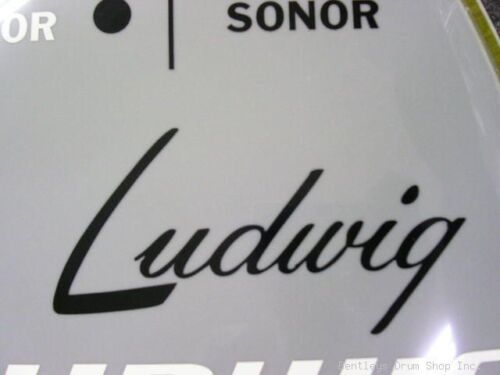 OR SONOR
Ludwig
Bentleys Drum Shop Inc.